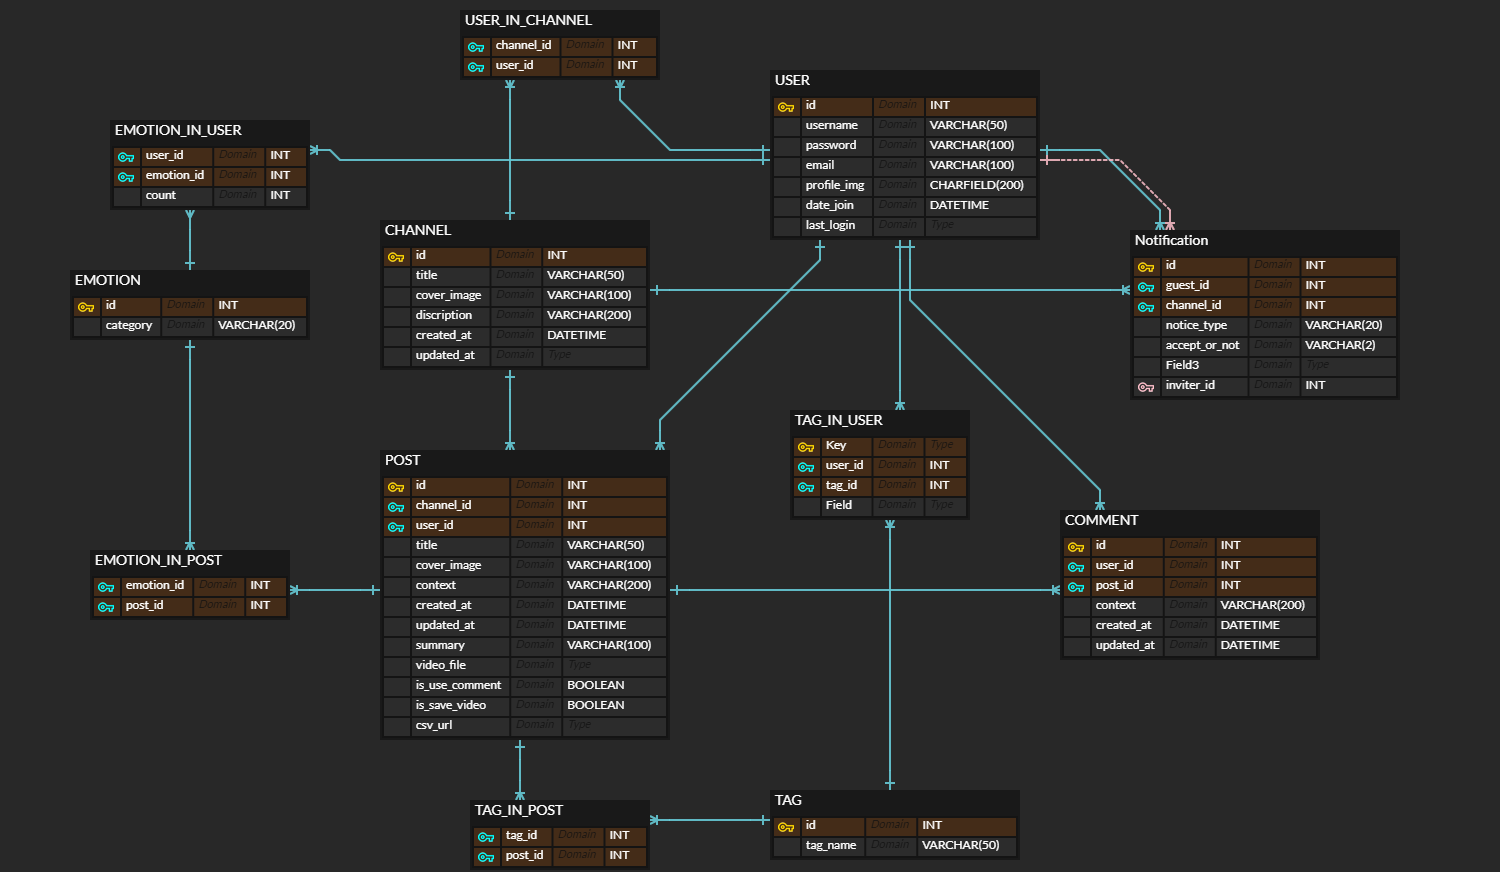 USER_IN_CHANNEL
channel_id Domain INT
user_id Domain INT
USER
id Domain INT
username Domain VARCHAR(50)
password Domain VARCHAR(100)
email Domain VARCHAR(100)
profile_img Domain CHARFIELD(200)
date_join Domain DATETIME
last_login Domain Type
EMOTION_IN_USER
user_id Domain INT
emotion_id Domain INT
count Domain INT
CHANNEL
id Domain INT
title Domain VARCHAR(50)
cover_image Domain VARCHAR(100)
discription Domain VARCHAR(200)
created_at Domain DATETIME
updated_at Domain Type
Notification
id Domain INT
guest_id Domain INT
channel_id Domain INT
notice_type Domain VARCHAR(20)
accept_or_not Domain VARCHAR(2)
Field3 Domain Type
inviter_id Domain INT
EMOTION
id Domain INT
category Domain VARCHAR(20)
TAG_IN_USER
Key Domain Type
user_id Domain INT
tag_id Domain INT
Field Domain Type
POST
id Domain INT
channel_id Domain INT
user_id Domain INT
title Domain VARCHAR(50)
cover_image Domain VARCHAR(100)
context Domain VARCHAR(200)
created_at Domain DATETIME
updated_at Domain DATETIME
summary Domain VARCHAR(100)
video_file Domain Type
is_use_comment Domain BOOLEAN
is_save_video Domain BOOLEAN
csv_url Domain Type
COMMENT
id Domain INT
user_id Domain INT
post_id Domain INT
context Domain VARCHAR(200)
created_at Domain DATETIME
updated_at Domain DATETIME
EMOTION_IN_POST
emotion_id Domain INT
post_id Domain INT
TAG_IN_POST
tag_id Domain INT
post_id Domain INT
TAG
id Domain INT
tag_name Domain VARCHAR(50)